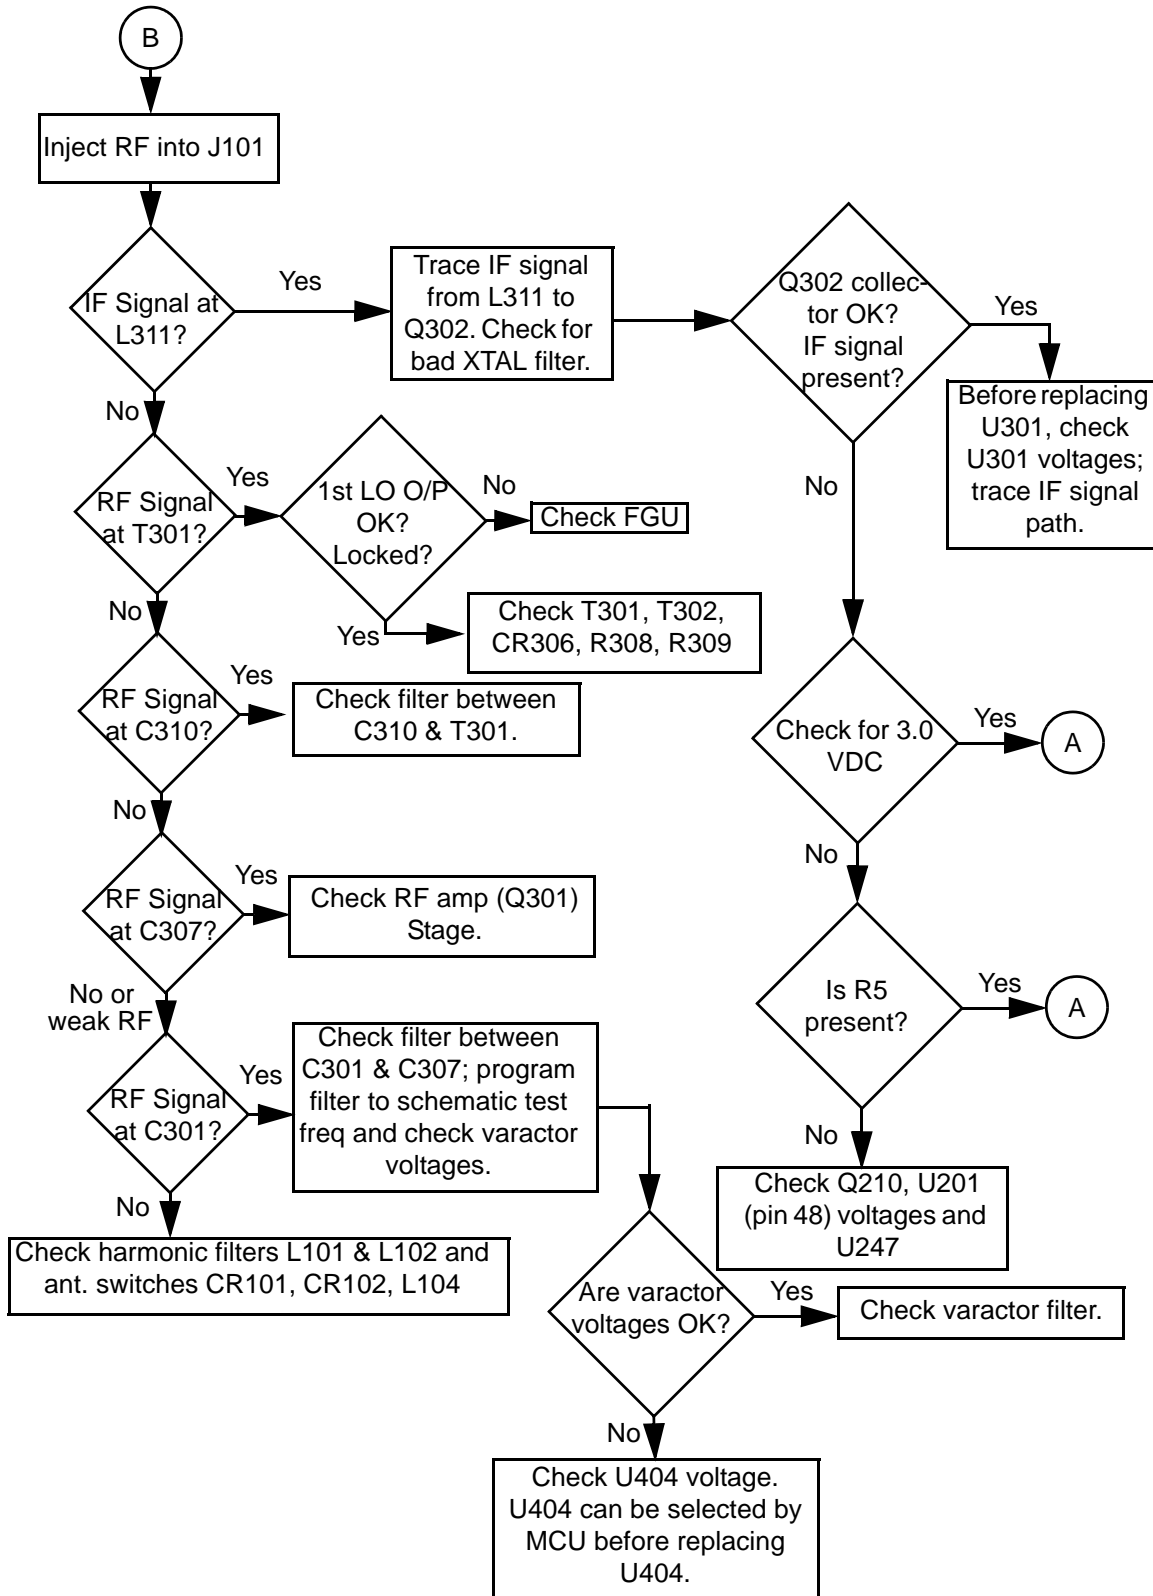 B
Inject RF into J101
IF Signal at
L311?
Yes
Trace IF signal
from L311 to
Q302. Check for
bad XTAL filter.
Q302 collec-
tor OK?
IF signal
present?
Yes
Before replacing
U301, check
U301 voltages;
trace IF signal
path.
No
RF Signal
at T301?
Yes
1st LO O/P
OK?
Locked?
No
Check FGU
Yes
Check T301, T302,
CR306, R308, R309
No
No
RF Signal
at C310?
Yes
Check filter between
C310 & T301.
Check for 3.0
VDC
Yes
A
No
RF Signal
at C307?
Yes
Check RF amp (Q301)
Stage.
No
Is R5
present?
Yes
A
No or
weak RF
RF Signal
at C301?
Yes
Check filter between
C301 & C307; program
filter to schematic test
freq and check varactor
voltages.
No
Check Q210, U201
(pin 48) voltages and
U247
No
Check harmonic filters L101 & L102 and
ant. switches CR101, CR102, L104
Are varactor
voltages OK?
Yes
Check varactor filter.
No
Check U404 voltage.
U404 can be selected by
MCU before replacing
U404.